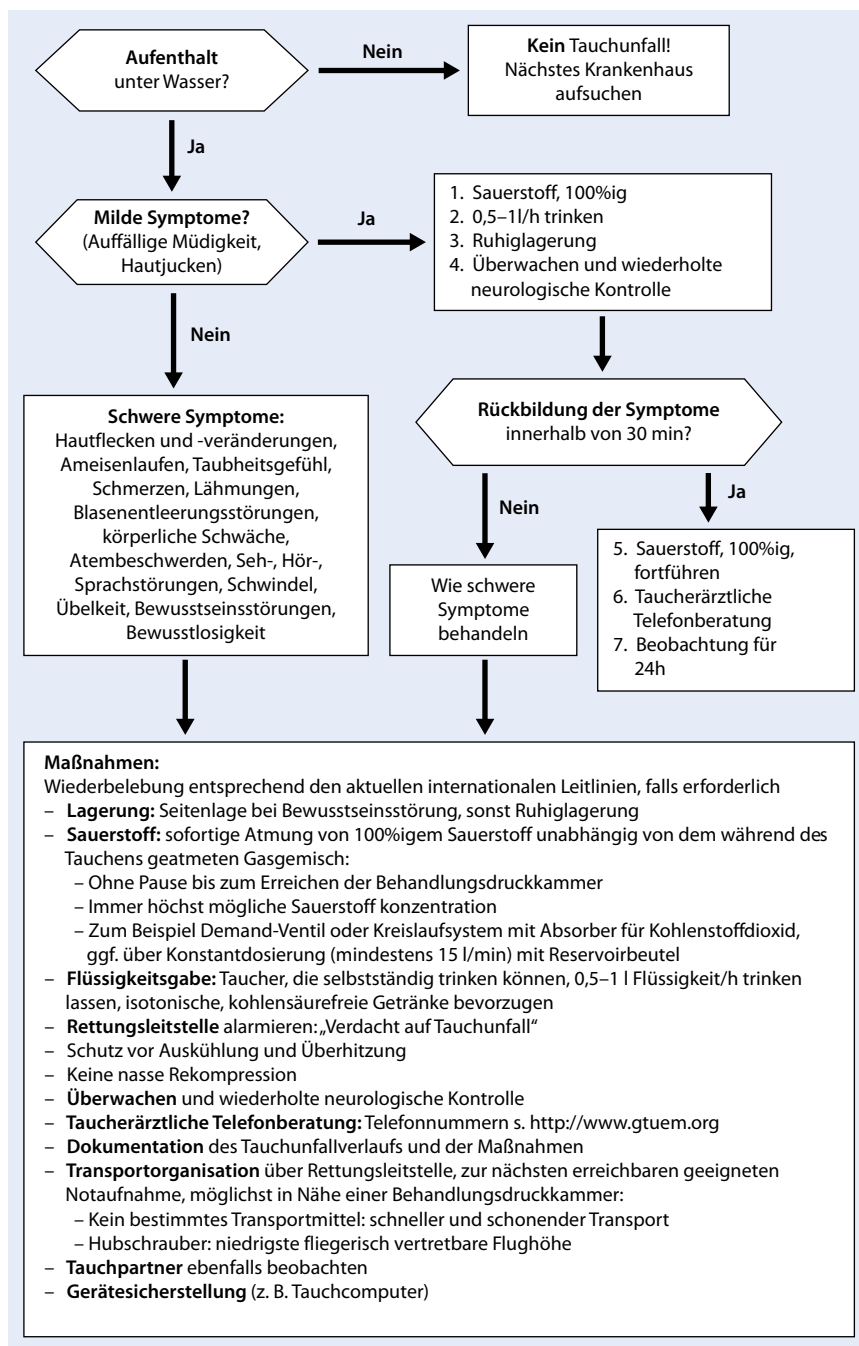 Aufenthalt
unter Wasser?
Nein
Kein Tauchunfall!
Nächstes Krankenhaus
aufsuchen
Ja
Milde Symptome?
(Auffällige Müdigkeit,
Hautjucken)
Ja
1. Sauerstoff, 100%ig
2. 0,5–1l/h trinken
3. Ruhiglagerung
4. Überwachen und wiederholte
neurologische Kontrolle
Nein
Schwere Symptome:
Hautflecken und -veränderungen,
Ameisenlaufen, Taubheitsgefühl,
Schmerzen, Lähmungen,
Blasenentleerungsstörungen,
körperliche Schwäche,
Atembeschwerden, Seh-, Hör-,
Sprachstörungen, Schwindel,
Übelkeit, Bewusstseinsstörungen,
Bewusstlosigkeit
Rückbildung der Symptome
innerhalb von 30 min?
Nein
Wie schwere
Symptome
behandeln
Ja
5. Sauerstoff, 100%ig,
fortführen
6. Taucherärztliche
Telefonberatung
7. Beobachtung für
24h
Maßnahmen:
Wiederbelebung entsprechend den aktuellen internationalen Leitlinien, falls erforderlich
– Lagerung: Seitenlage bei Bewusstseinsstörung, sonst Ruhiglagerung
– Sauerstoff: sofortige Atmung von 100%igem Sauerstoff unabhängig von dem während des
Tauchens geatmeten Gasgemisch:
– Ohne Pause bis zum Erreichen der Behandlungsdruckkammer
– Immer höchst mögliche Sauerstoff konzentration
– Zum Beispiel Demand-Ventil oder Kreislaufsystem mit Absorber für Kohlenstoffdioxid,
ggf. über Konstantdosierung (mindestens 15 l/min) mit Reservoirbeutel
– Flüssigkeitsgabe: Taucher, die selbstständig trinken können, 0,5–1 l Flüssigkeit/h trinken
lassen, isotonische, kohlensäurefreie Getränke bevorzugen
– Rettungsleitstelle alarmieren: „Verdacht auf Tauchunfall“
– Schutz vor Auskühlung und Überhitzung
– Keine nasse Rekompression
– Überwachen und wiederholte neurologische Kontrolle
– Taucherärztliche Telefonberatung: Telefonnummern s. http://www.gtuem.org
– Dokumentation des Tauchunfallverlaufs und der Maßnahmen
– Transportorganisation über Rettungsleitstelle, zur nächsten erreichbaren geeigneten
Notaufnahme, möglichst in Nähe einer Behandlungsdruckkammer:
– Kein bestimmtes Transportmittel: schneller und schonender Transport
– Hubschrauber: niedrigste fliegerisch vertretbare Flughöhe
– Tauchpartner ebenfalls beobachten
– Gerätesicherstellung (z. B. Tauchcomputer)